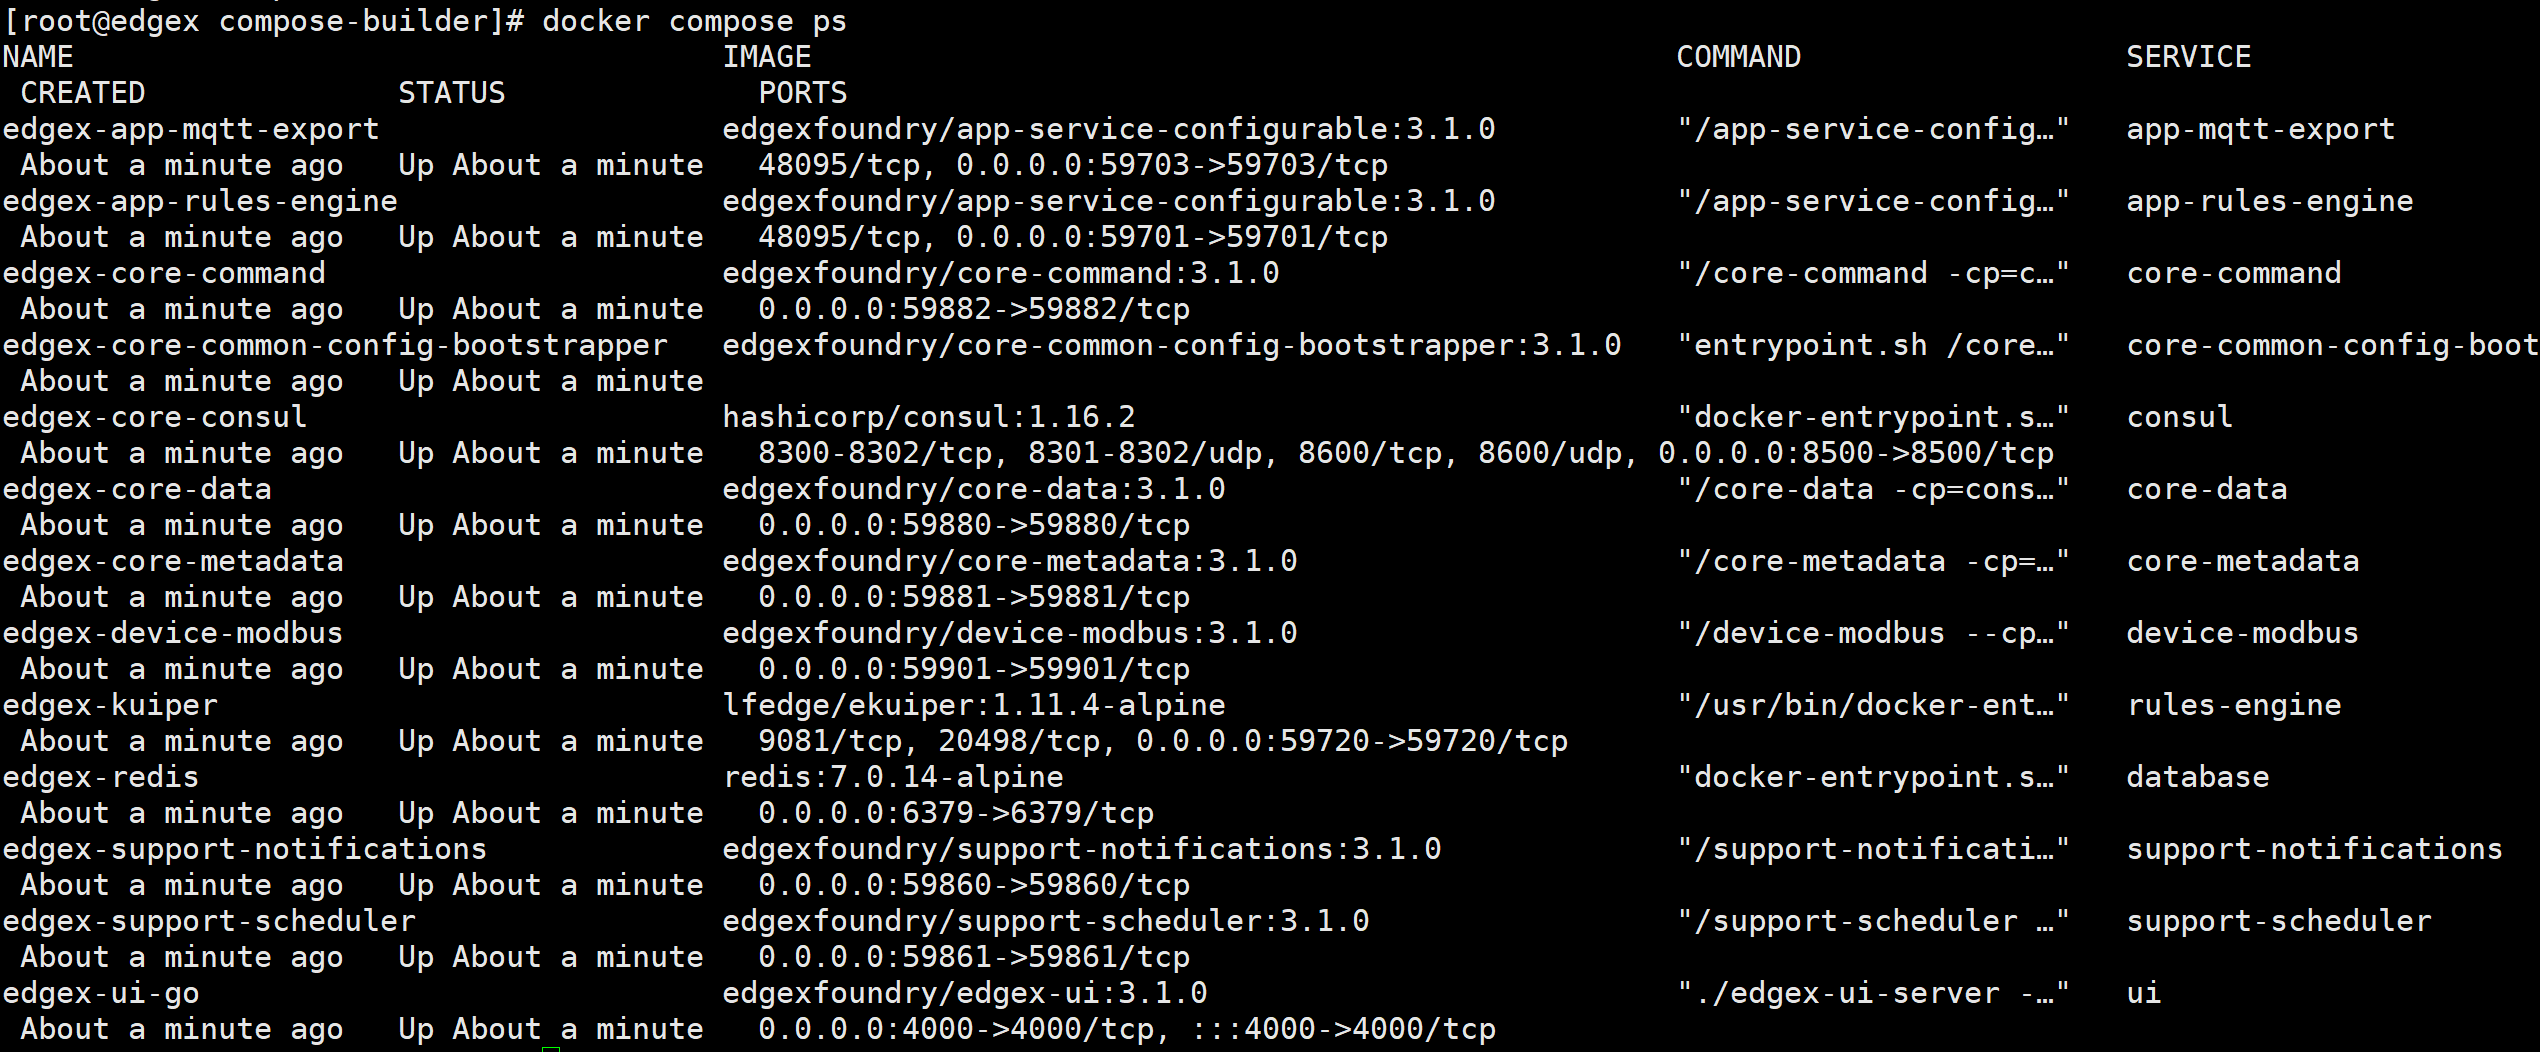 [root@edgex compose-builder]# docker compose ps
NAME                                    IMAGE                                                COMMAND                  SERVICE
 CREATED              STATUS              PORTS
edgex-app-mqtt-export                   edgexfoundry/app-service-configurable:3.1.0          "/app-service-config…"   app-mqtt-export
 About a minute ago   Up About a minute   48095/tcp, 0.0.0.0:59703->59703/tcp
edgex-app-rules-engine                  edgexfoundry/app-service-configurable:3.1.0          "/app-service-config…"   app-rules-engine
 About a minute ago   Up About a minute   48095/tcp, 0.0.0.0:59701->59701/tcp
edgex-core-command                      edgexfoundry/core-command:3.1.0                      "/core-command -cp=c…"   core-command
 About a minute ago   Up About a minute   0.0.0.0:59882->59882/tcp
edgex-core-common-config-bootstrapper   edgexfoundry/core-common-config-bootstrapper:3.1.0   "entrypoint.sh /core…"   core-common-config-boot
 About a minute ago   Up About a minute
edgex-core-consul                       hashicorp/consul:1.16.2                              "docker-entrypoint.s…"   consul
 About a minute ago   Up About a minute   8300-8302/tcp, 8301-8302/udp, 8600/tcp, 8600/udp, 0.0.0.0:8500->8500/tcp
edgex-core-data                         edgexfoundry/core-data:3.1.0                         "/core-data -cp=cons…"   core-data
 About a minute ago   Up About a minute   0.0.0.0:59880->59880/tcp
edgex-core-metadata                     edgexfoundry/core-metadata:3.1.0                     "/core-metadata -cp=…"   core-metadata
 About a minute ago   Up About a minute   0.0.0.0:59881->59881/tcp
edgex-device-modbus                     edgexfoundry/device-modbus:3.1.0                     "/device-modbus --cp…"   device-modbus
 About a minute ago   Up About a minute   0.0.0.0:59901->59901/tcp
edgex-kuiper                            lfedge/ekuiper:1.11.4-alpine                         "/usr/bin/docker-ent…"   rules-engine
 About a minute ago   Up About a minute   9081/tcp, 20498/tcp, 0.0.0.0:59720->59720/tcp
edgex-redis                             redis:7.0.14-alpine                                  "docker-entrypoint.s…"   database
 About a minute ago   Up About a minute   0.0.0.0:6379->6379/tcp
edgex-support-notifications             edgexfoundry/support-notifications:3.1.0             "/support-notificati…"   support-notifications
 About a minute ago   Up About a minute   0.0.0.0:59860->59860/tcp
edgex-support-scheduler                 edgexfoundry/support-scheduler:3.1.0                 "/support-scheduler …"   support-scheduler
 About a minute ago   Up About a minute   0.0.0.0:59861->59861/tcp
edgex-ui-go                             edgexfoundry/edgex-ui:3.1.0                          "./edgex-ui-server -…"   ui
 About a minute ago   Up About a minute   0.0.0.0:4000->4000/tcp, :::4000->4000/tcp